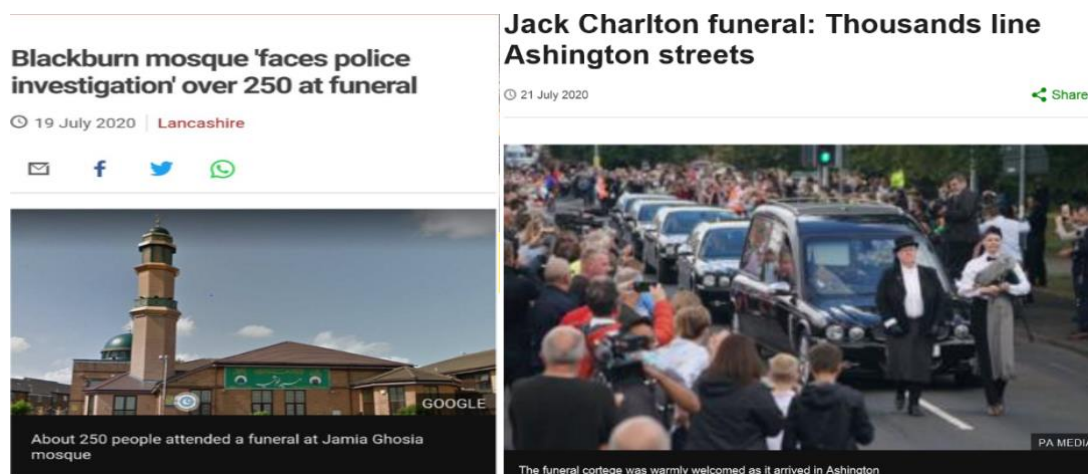 Blackburn mosque 'faces police
investigation' over 250 at funeral
19 July 2020
Lancashire
GOOGLE
About 250 people attended a funeral at Jamia Ghosia
mosque
Jack Charlton funeral: Thousands line
Ashington streets
21 July 2020
Share
PA MEDIA
The funeral cortege was warmly welcomed as it arrived in Ashington